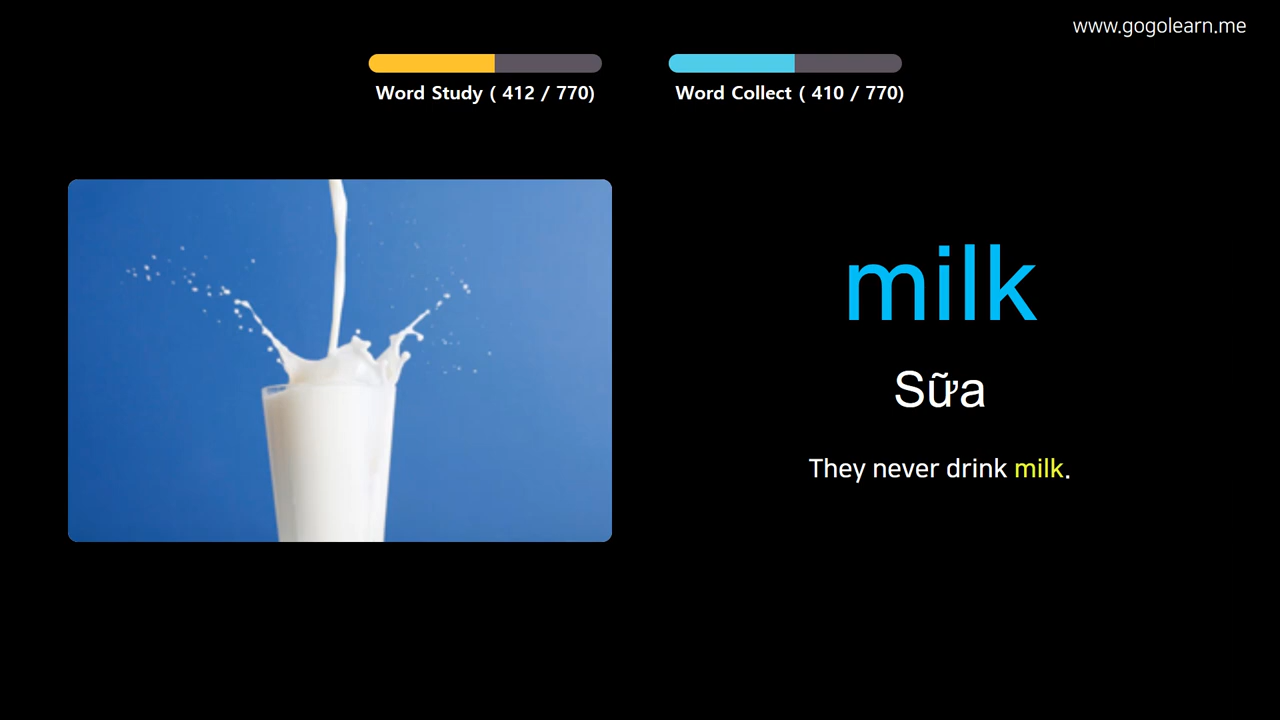 www.gogolearn.me
Word Study ( 412 / 770)
Word Collect ( 410 / 770)
milk
Sữa
They never drink milk.